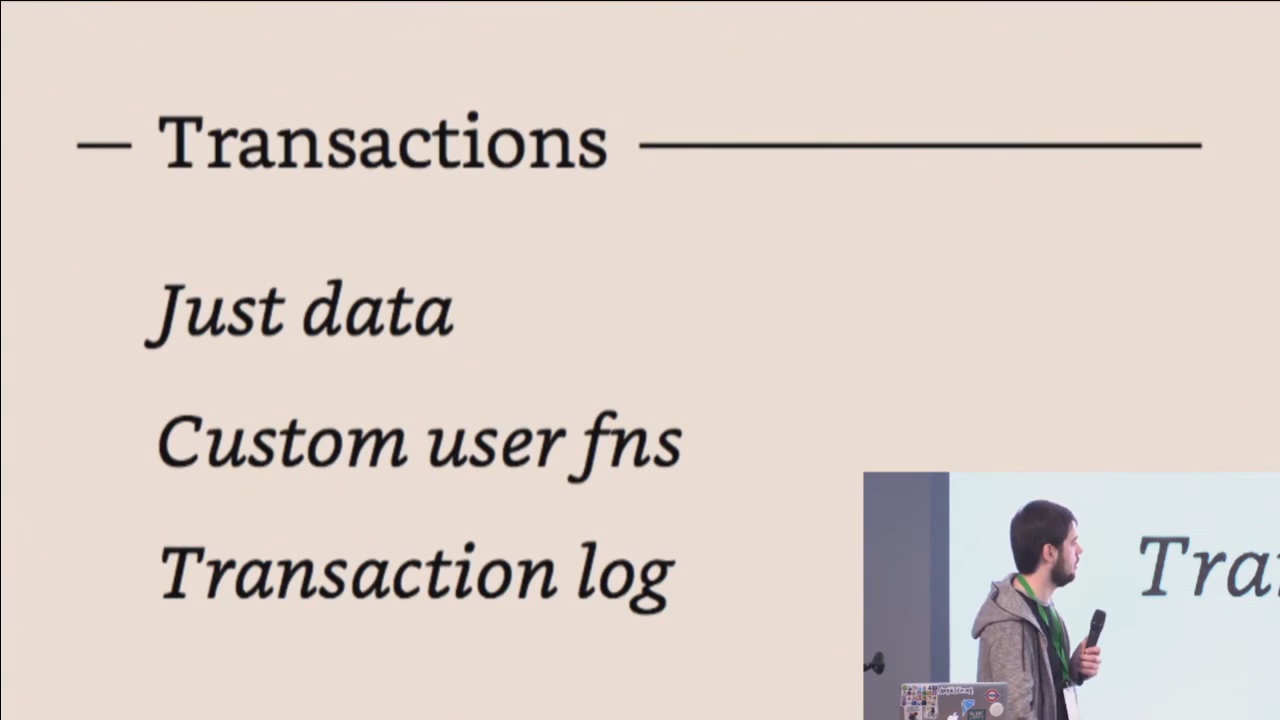 Transactions
Just data
Custom user fns
Transaction log
Tra